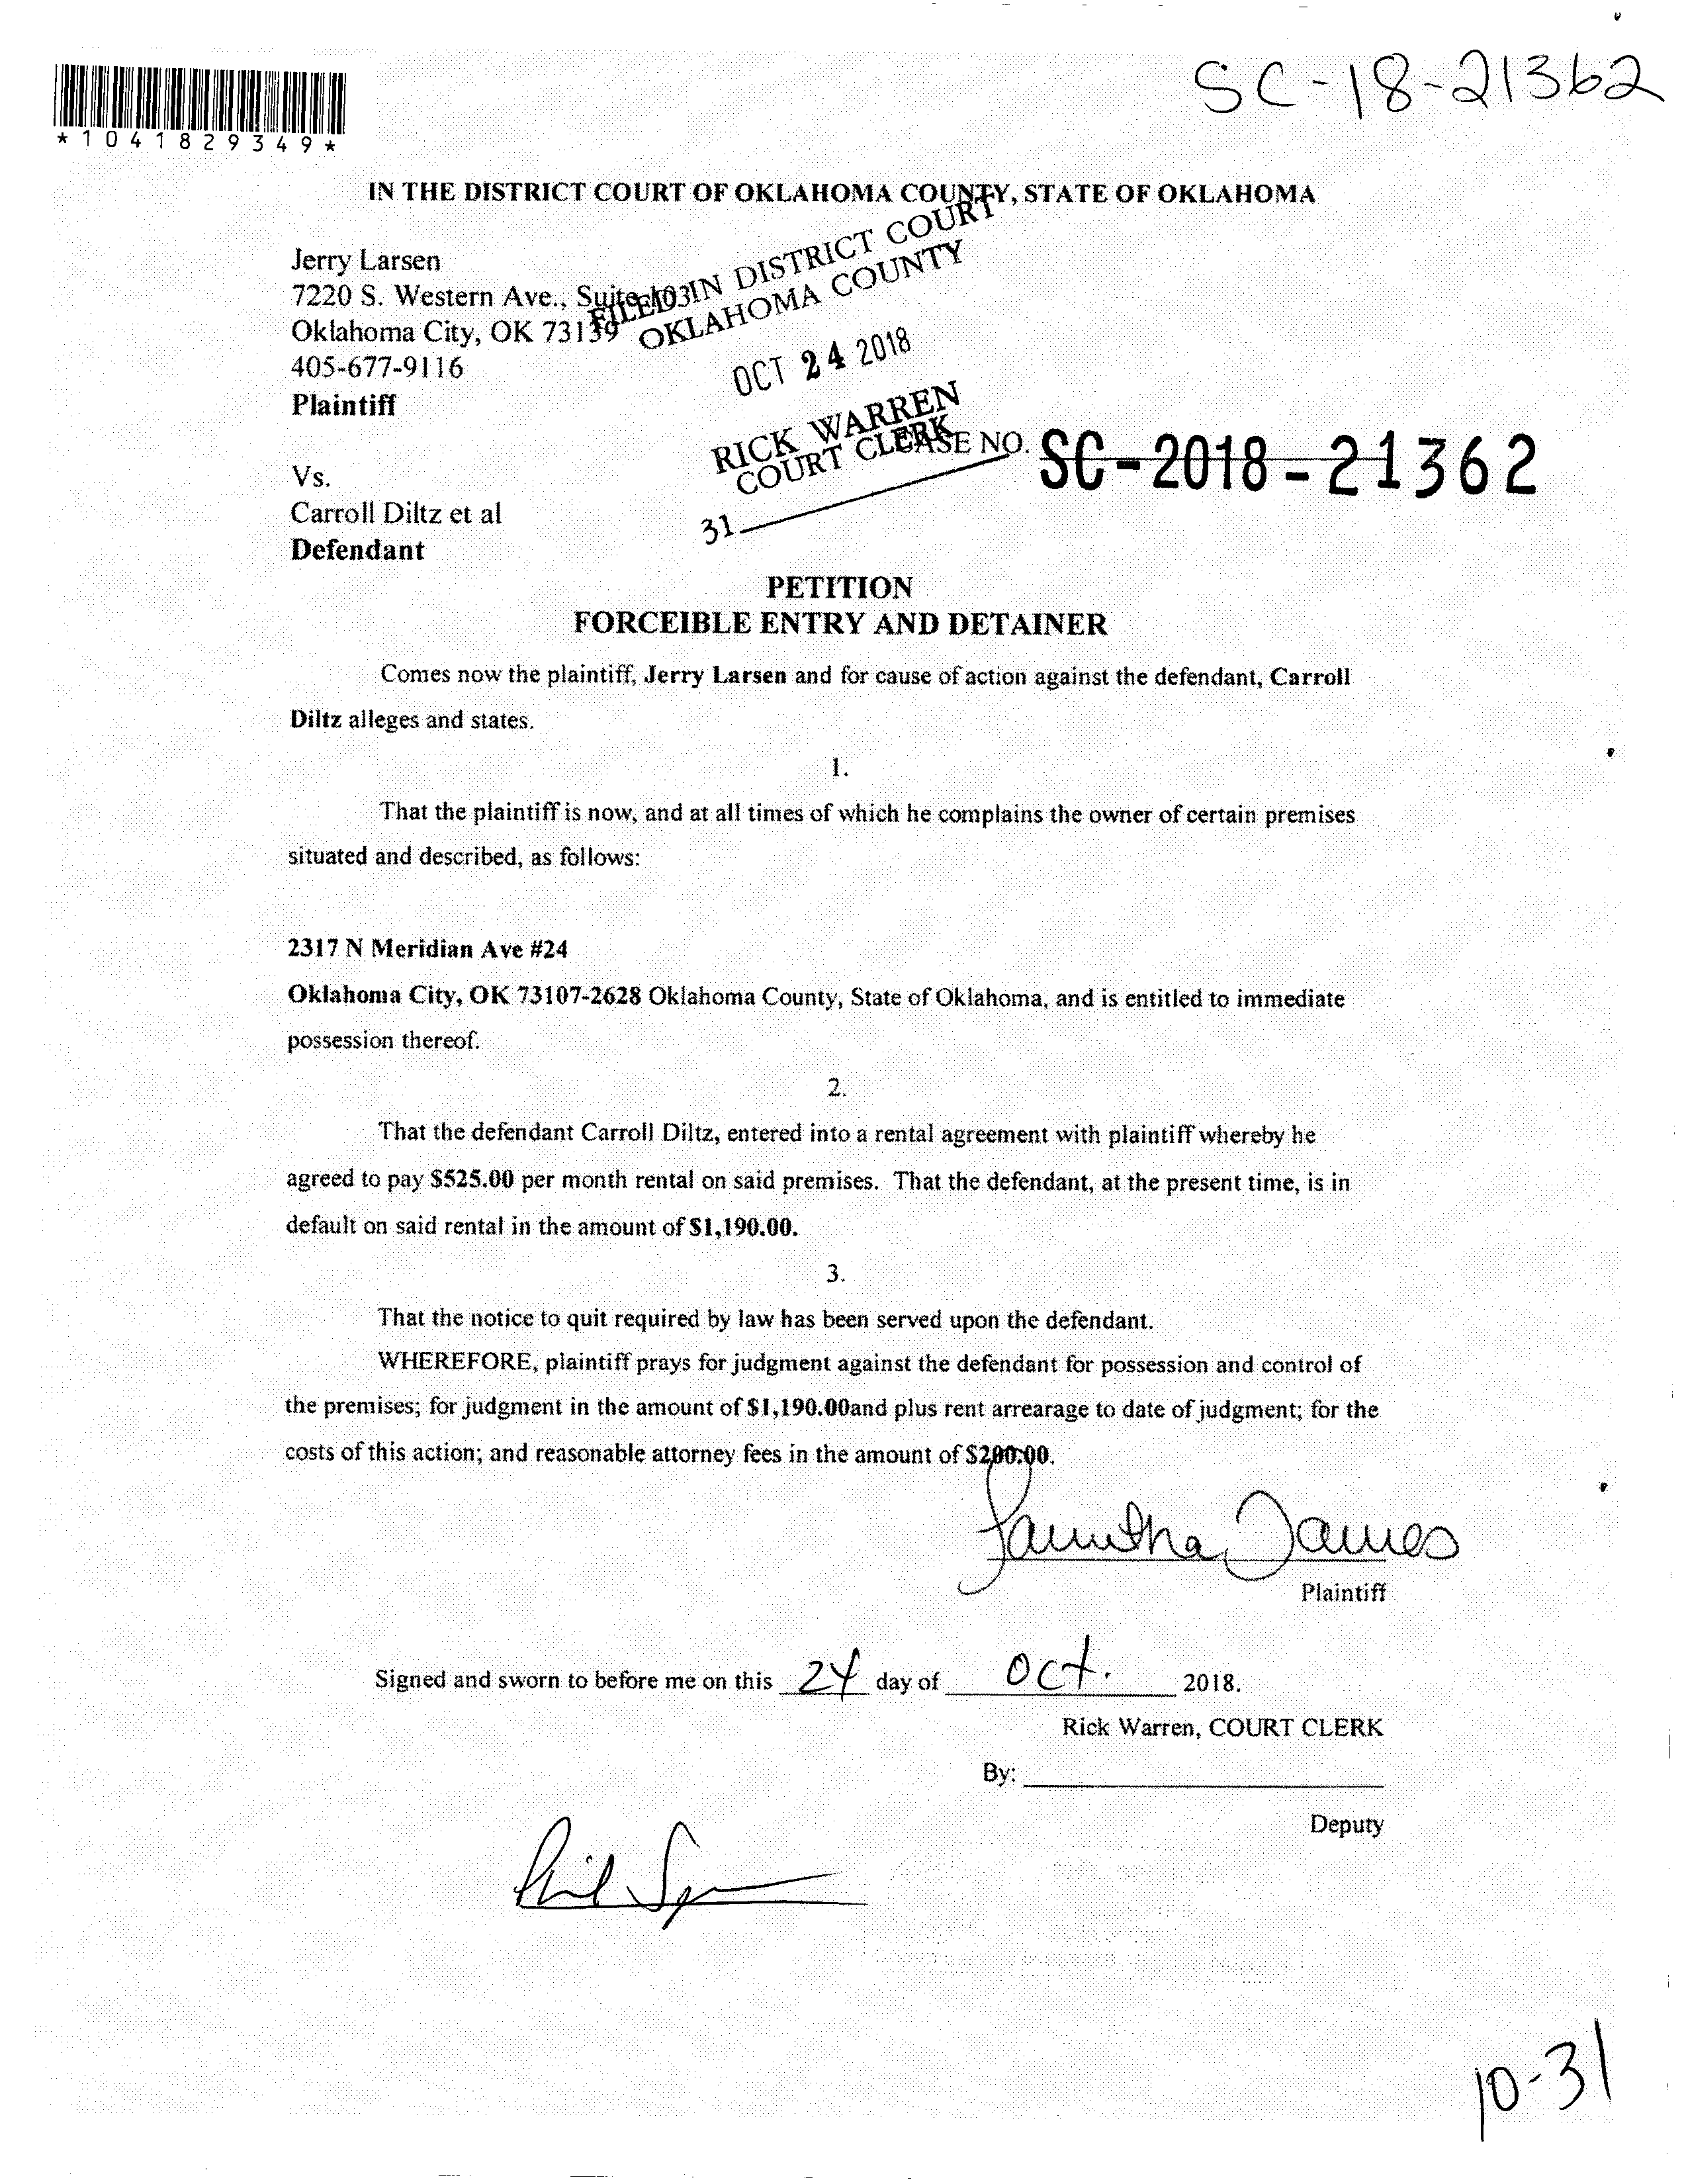 SC-18-21362
*1041829349*
IN THE DISTRICT COURT OF OKLAHOMA COUNTY, STATE OF OKLAHOMA
Jerry Larsen
7220 S. Western Ave., Suite 103
Oklahoma City, OK 73139
405-677-9116
Plaintiff
FILED IN DISTRICT COURT
OKLAHOMA COUNTY
OCT 24 2018
RICK WARREN
COURT CLERK
31
CASE NO. SC-2018-21362
Vs.
Carroll Diltz et al
Defendant
PETITION
FORCEIBLE ENTRY AND DETAINER
Comes now the plaintiff, Jerry Larsen and for cause of action against the defendant, Carroll
Diltz alleges and states.
1.
That the plaintiff is now, and at all times of which he complains the owner of certain premises
situated and described, as follows:
2317 N Meridian Ave #24
Oklahoma City, OK 73107-2628 Oklahoma County, State of Oklahoma, and is entitled to immediate
possession thereof.
2.
That the defendant Carroll Diltz, entered into a rental agreement with plaintiff whereby he
agreed to pay $525.00 per month rental on said premises. That the defendant, at the present time, is in
default on said rental in the amount of $1,190.00.
3.
That the notice to quit required by law has been served upon the defendant.
WHEREFORE, plaintiff prays for judgment against the defendant for possession and control of
the premises; for judgment in the amount of $1,190.00and plus rent arrearage to date of judgment; for the
costs of this action; and reasonable attorney fees in the amount of $200.00.
Samantha James
Plaintiff
Signed and sworn to before me on this 24 day of Oct. 2018.
Rick Warren, COURT CLERK
By:
Deputy
10-31